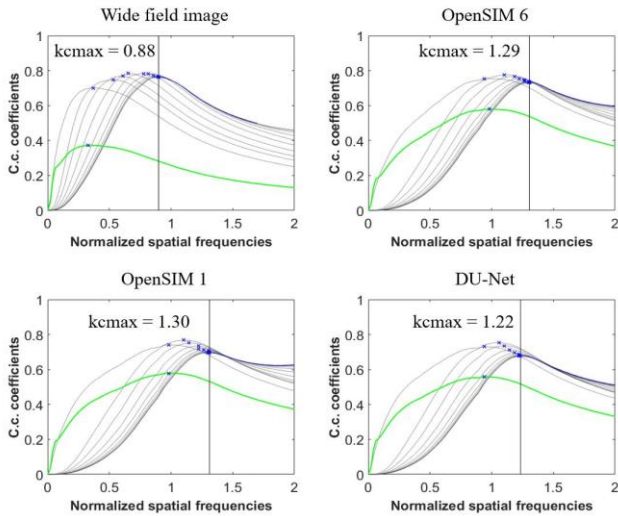 Wide field image
kcmax = 0.88
1
0.8
0.6
0.4
0.2
0
C.c. coefficients
0 0.5 1 1.5 2
Normalized spatial frequencies
OpenSIM 6
kcmax = 1.29
1
0.8
0.6
0.4
0.2
0
C.c. coefficients
0 0.5 1 1.5 2
Normalized spatial frequencies
OpenSIM 1
kcmax = 1.30
1
0.8
0.6
0.4
0.2
0
C.c. coefficients
0 0.5 1 1.5 2
Normalized spatial frequencies
DU-Net
kcmax = 1.22
1
0.8
0.6
0.4
0.2
0
C.c. coefficients
0 0.5 1 1.5 2
Normalized spatial frequencies